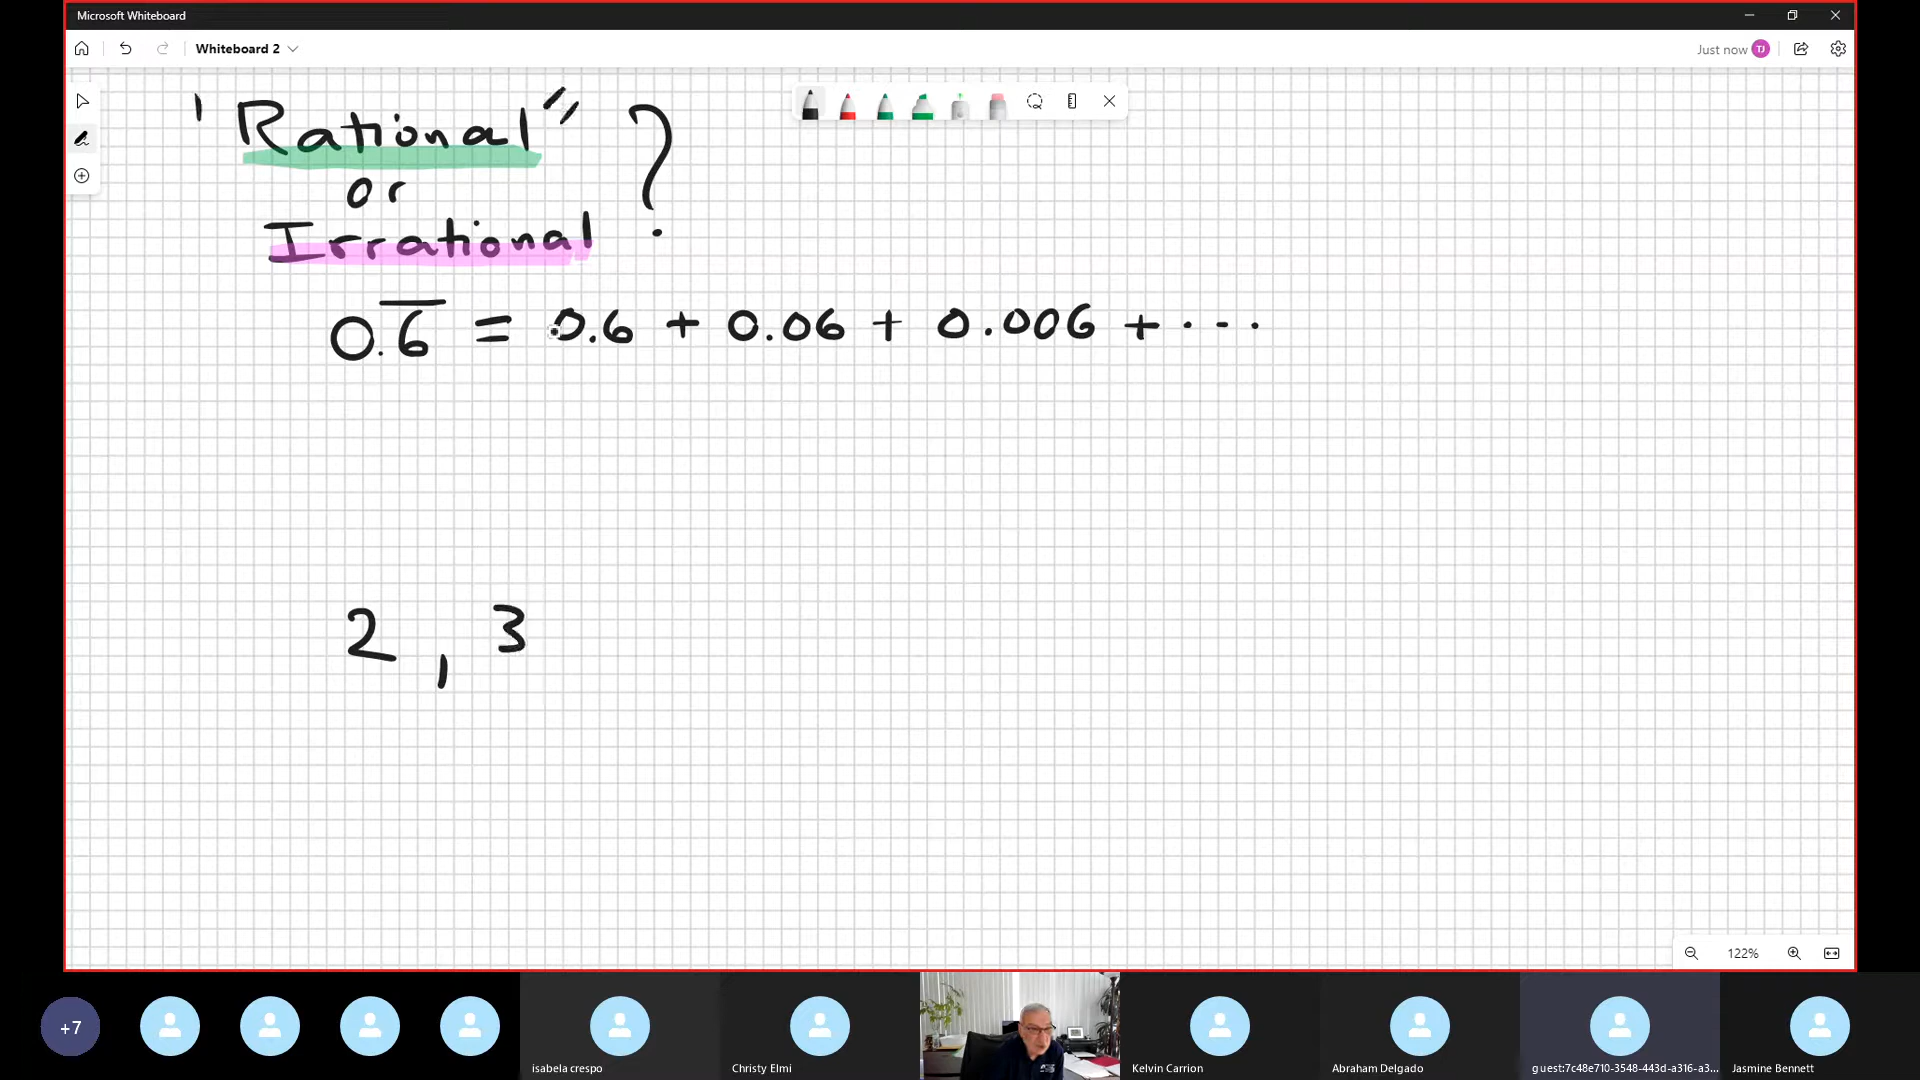 Microsoft Whiteboard
Whiteboard 2
Just now TJ
' Rational "
or
Irrational ?
0.6̅ = 0.6 + 0.06 + 0.006 + ...
2 , 3
122%
+7
isabela crespo
Christy Elmi
Kelvin Carrion
Abraham Delgado
guest:7c48e710-3548-443d-a316-a3...
Jasmine Bennett